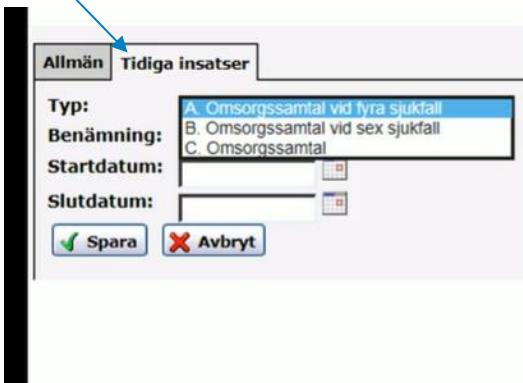 Allmän Tidiga insatser
Typ: A. Omsorgssamtal vid fyra sjukfall
Benämning: B. Omsorgssamtal vid sex sjukfall
C. Omsorgssamtal
Startdatum:
Slutdatum:
Spara Avbryt